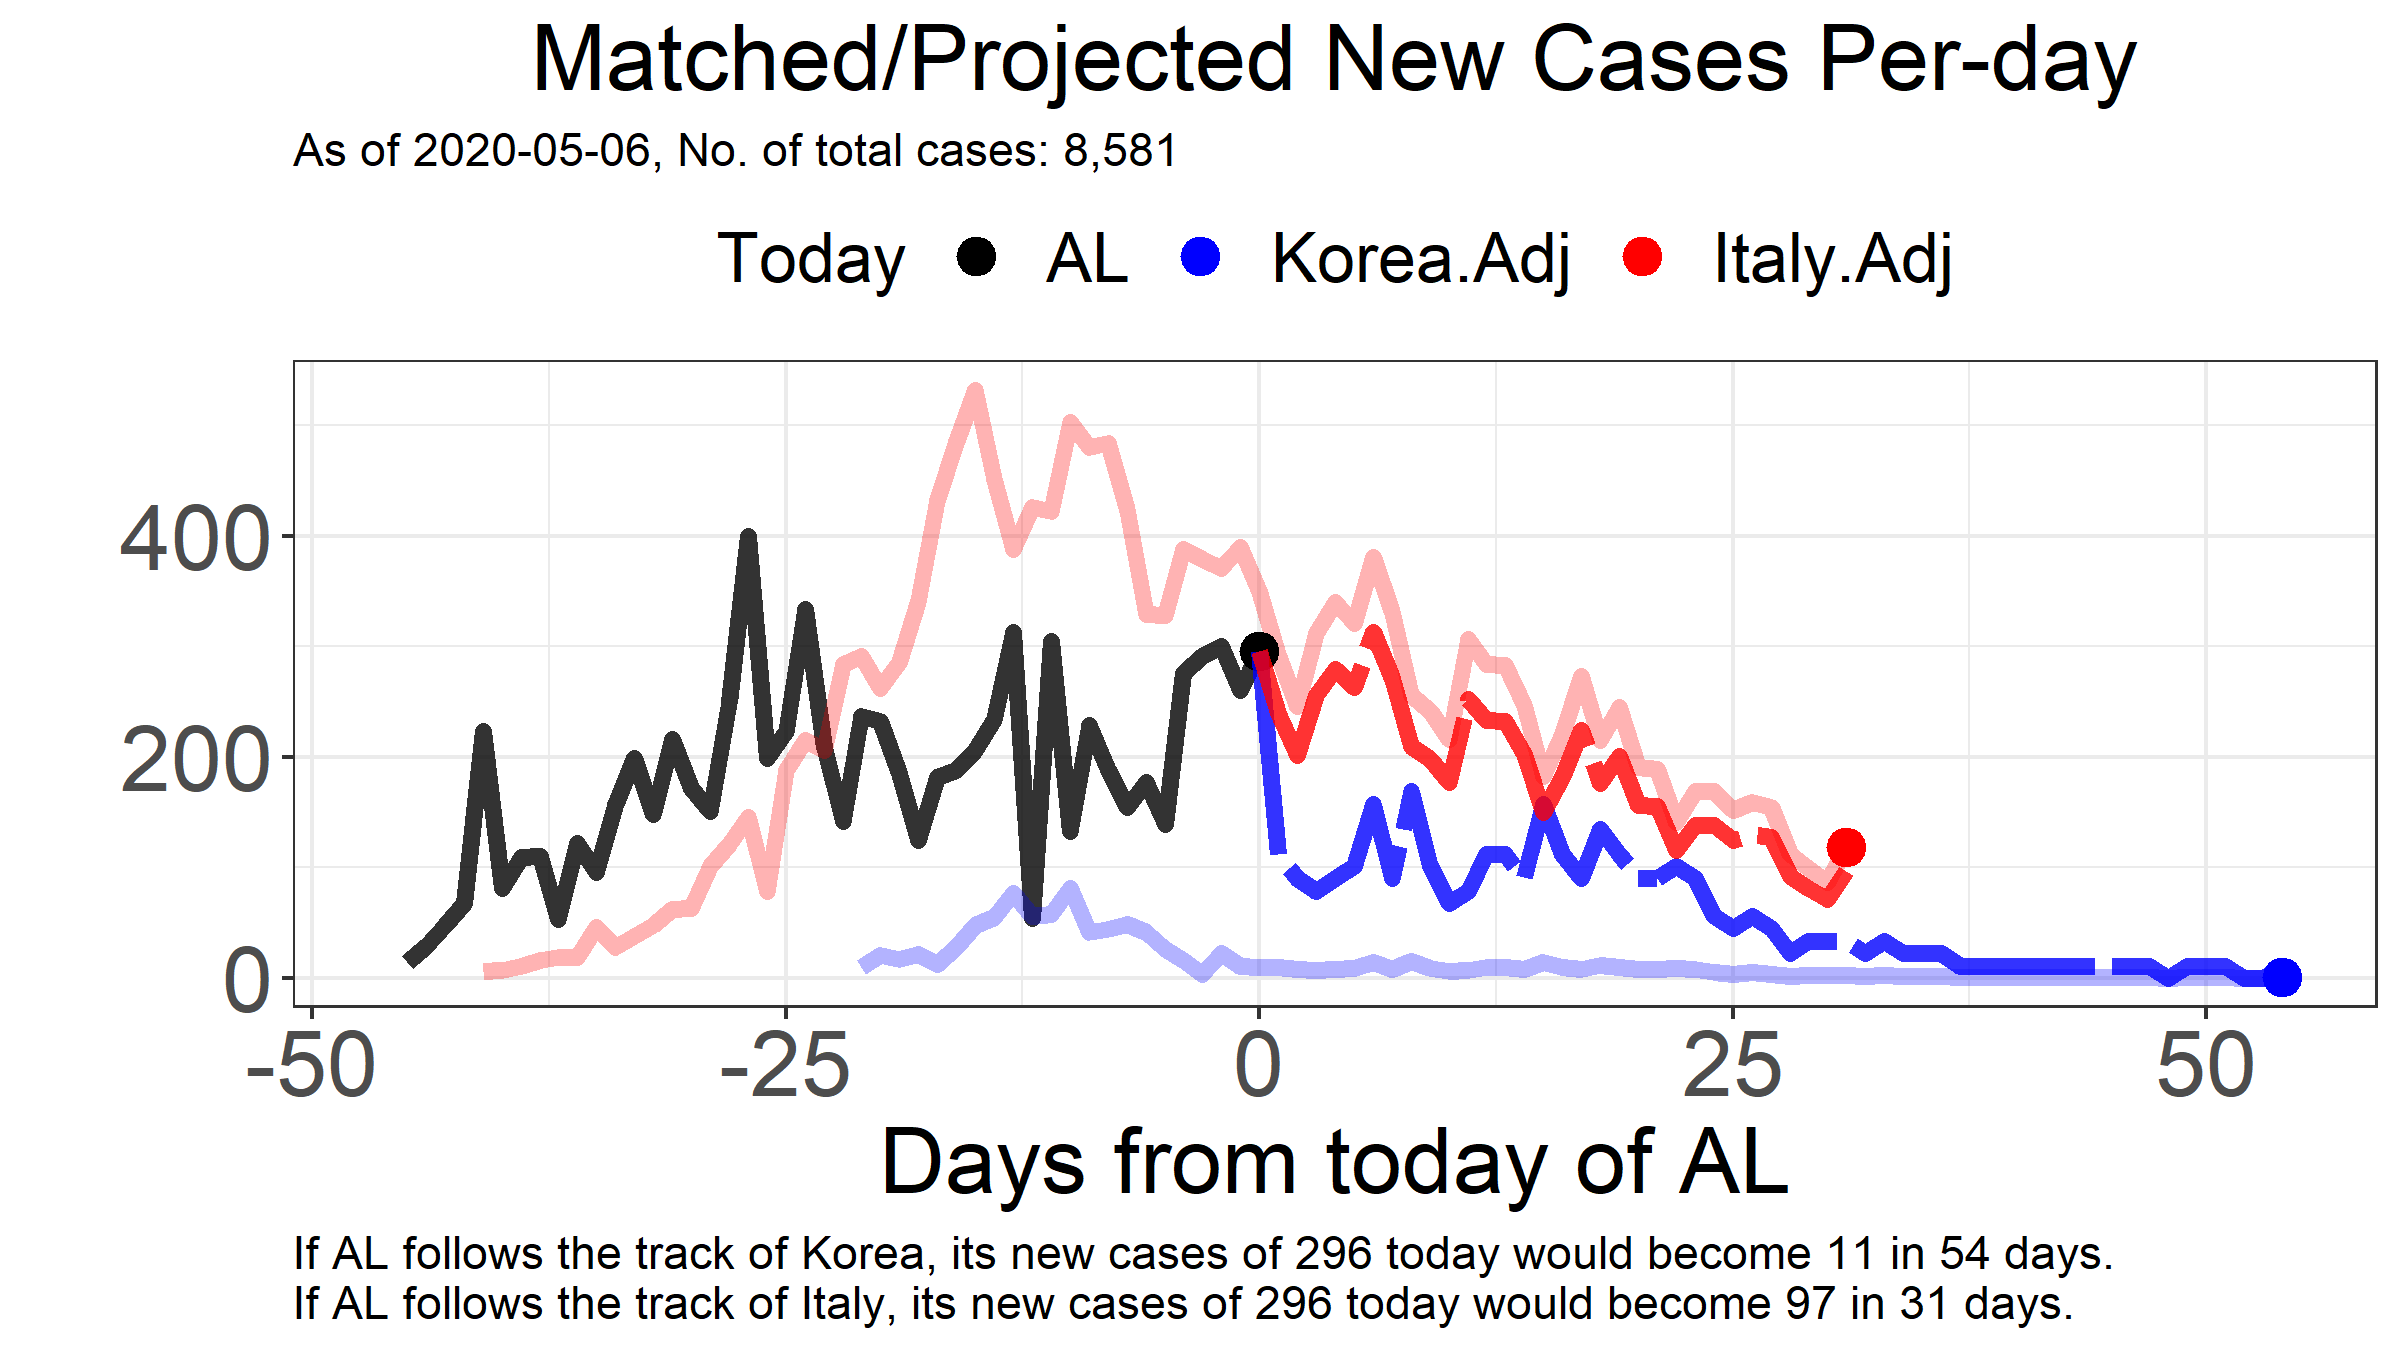 Matched/Projected New Cases Per-day
As of 2020-05-06, No. of total cases: 8,581
Today AL Korea.Adj Italy.Adj
400
200
0
-50 -25 0 25 50
Days from today of AL
If AL follows the track of Korea, its new cases of 296 today would become 11 in 54 days.
If AL follows the track of Italy, its new cases of 296 today would become 97 in 31 days.